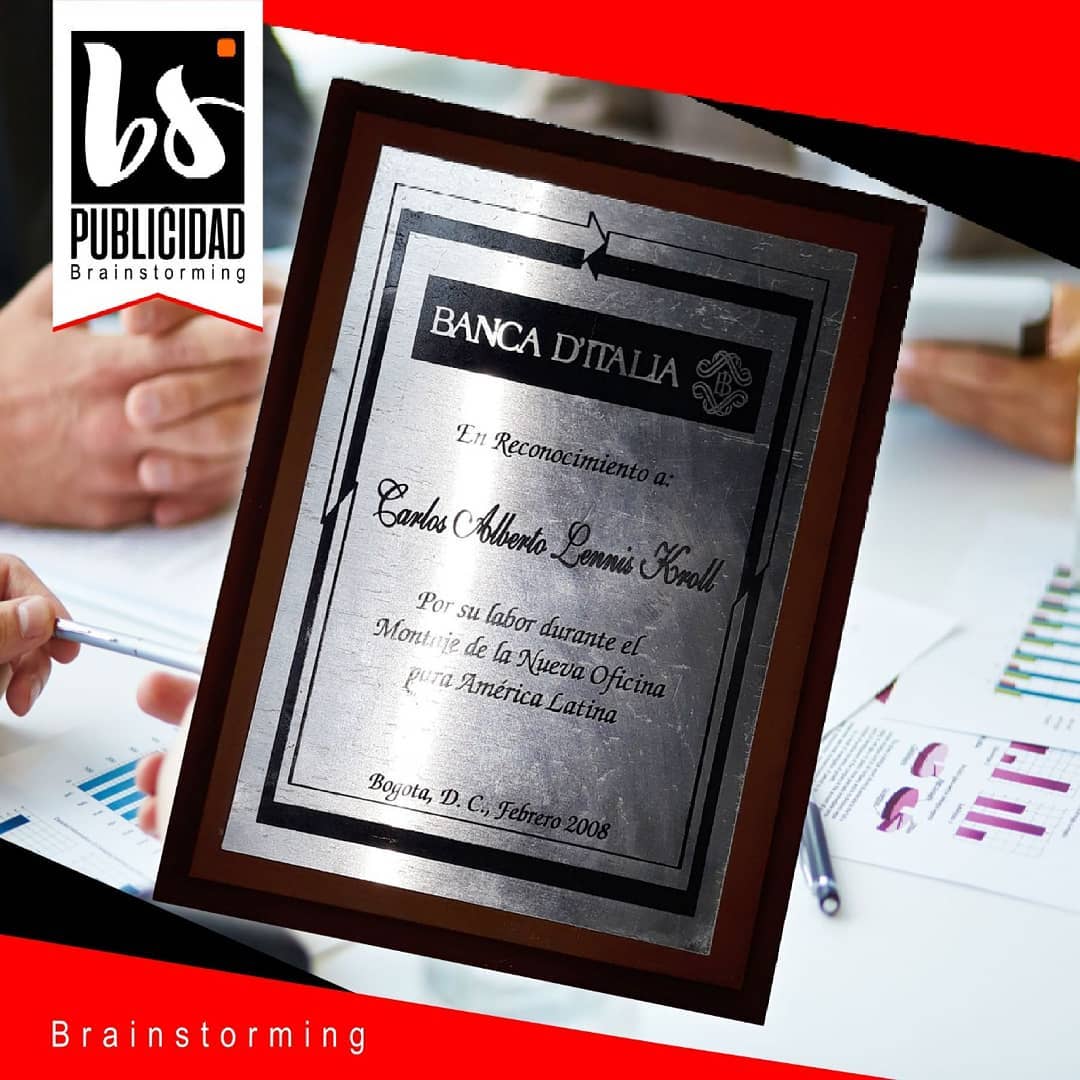 bs
PUBLICIDAD
Brainstorming
BANCA D'ITALIA
En Reconocimiento a:
Carlos Alberto Lennis Kroll
Por su labor durante el
Montaje de la Nueva Oficina
para América Latina
Bogota, D. C., Febrero 2008
Brainstorming